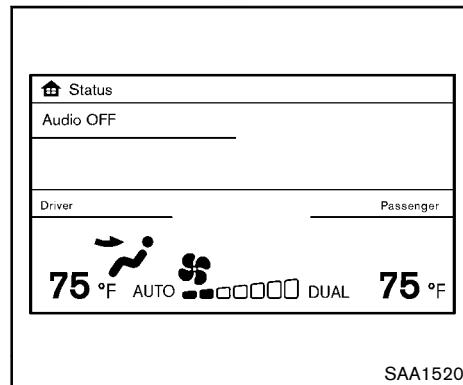 Status
Audio OFF
Driver Passenger
75 °F AUTO DUAL 75 °F
SAA1520